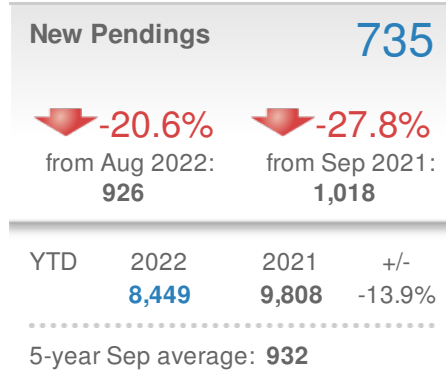 New Pendings 735
-20.6% -27.8%
from Aug 2022: from Sep 2021:
926 1,018
YTD 2022 2021 +/-
8,449 9,808 -13.9%
5-year Sep average: 932